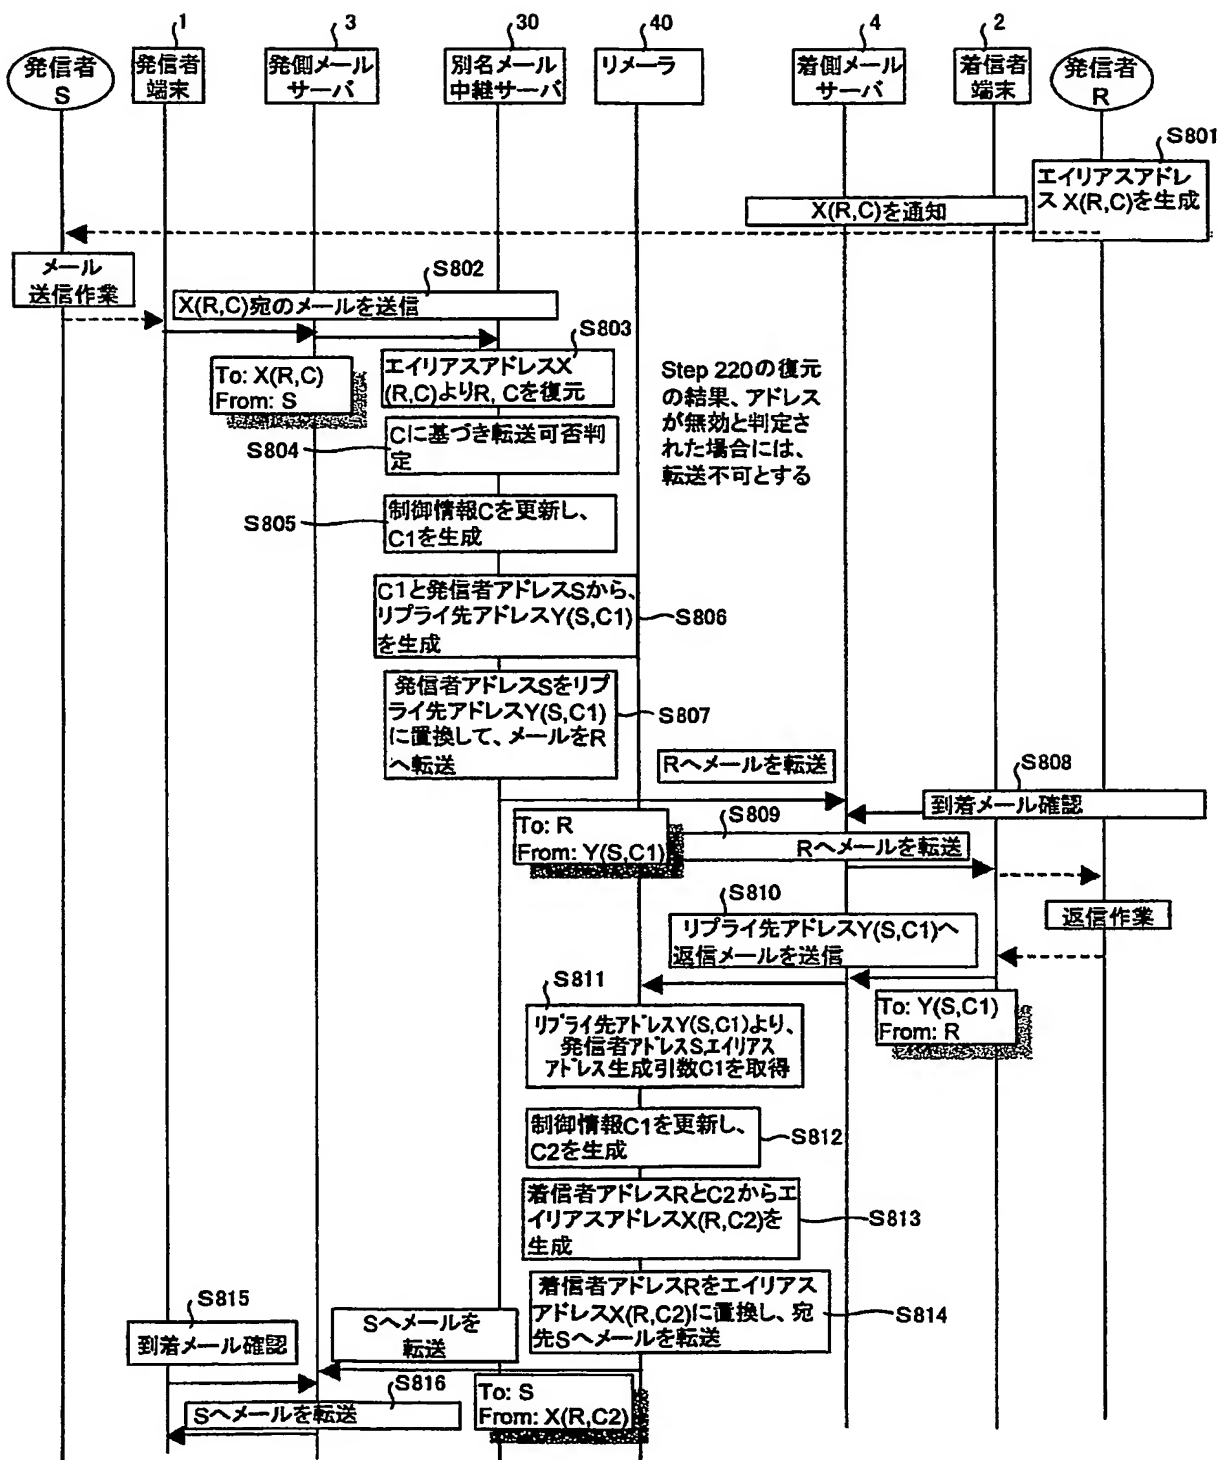 1
3
30
40
4
2
発信者
S
発信者
端末
発側メール
サーバ
別名メール
中継サーバ
リメーラ
着側メール
サーバ
着信者
端末
発信者
R
S801
エイリアスアドレ
ス X(R,C)を生成
X(R,C)を通知
メール
送信作業
S802
X(R,C)宛のメールを送信
S803
To: X(R,C)
From: S
エイリアスアドレスX
(R,C)よりR, Cを復元
Step 220の復元
の結果、アドレス
が無効と判定さ
れた場合には、
転送不可とする
S804
Cに基づき転送可否判
定
S805
制御情報Cを更新し、
C1を生成
C1と発信者アドレスSから、
リプライ先アドレスY(S,C1)
を生成
S806
発信者アドレスSをリプ
ライ先アドレスY(S,C1)
に置換して、メールをR
へ転送
S807
Rへメールを転送
S808
到着メール確認
To: R
From: Y(S,C1)
S809
Rへメールを転送
S810
返信作業
リプライ先アドレスY(S,C1)へ
返信メールを送信
S811
To: Y(S,C1)
From: R
リプライ先アドレスY(S,C1)より、
発信者アドレスS,エイリアス
アドレス生成引数C1を取得
制御情報C1を更新し、
C2を生成
S812
着信者アドレスRとC2からエ
イリアスアドレスX(R,C2)を
生成
S813
着信者アドレスRをエイリアス
アドレスX(R,C2)に置換し、宛
先Sへメールを転送
S814
S815
到着メール確認
Sへメールを
転送
S816
Sへメールを転送
To: S
From: X(R,C2)